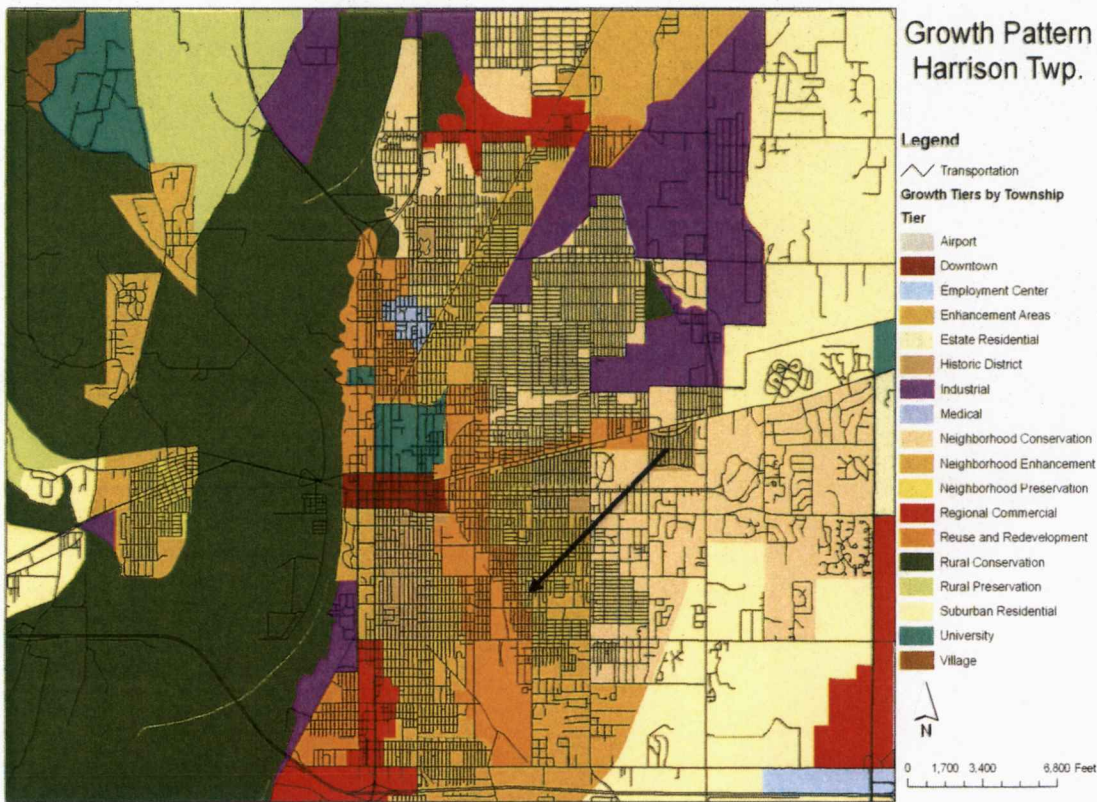 Growth Pattern
Harrison Twp.
Legend
Transportation
Growth Tiers by Township
Tier
Airport
Downtown
Employment Center
Enhancement Areas
Estate Residential
Historic District
Industrial
Medical
Neighborhood Conservation
Neighborhood Enhancement
Neighborhood Preservation
Regional Commercial
Reuse and Redevelopment
Rural Conservation
Rural Preservation
Suburban Residential
University
Village
N
0 1,700 3,400 6,800 Feet